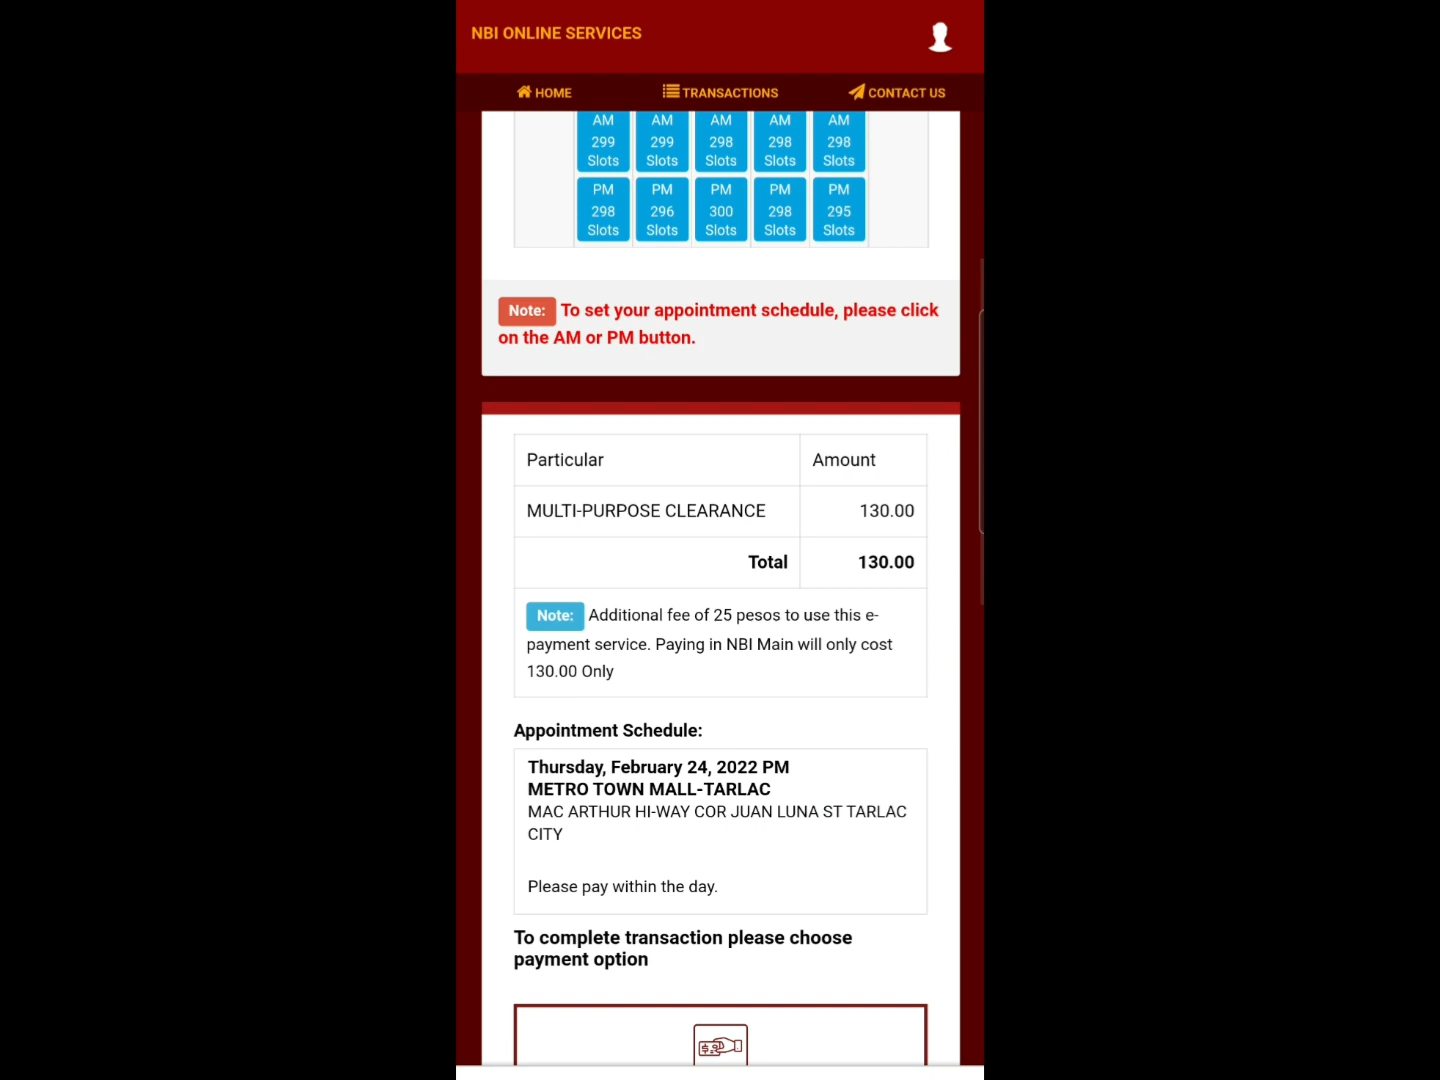 NBI ONLINE SERVICES
HOME TRANSACTIONS CONTACT US
AM AM AM AM AM
299 299 298 298 298
Slots Slots Slots Slots Slots
PM PM PM PM PM
298 296 300 298 295
Slots Slots Slots Slots Slots
Note: To set your appointment schedule, please click
on the AM or PM button.
Particular Amount
MULTI-PURPOSE CLEARANCE 130.00
Total 130.00
Note: Additional fee of 25 pesos to use this e-
payment service. Paying in NBI Main will only cost
130.00 Only
Appointment Schedule:
Thursday, February 24, 2022 PM
METRO TOWN MALL-TARLAC
MAC ARTHUR HI-WAY COR JUAN LUNA ST TARLAC
CITY
Please pay within the day.
To complete transaction please choose
payment option